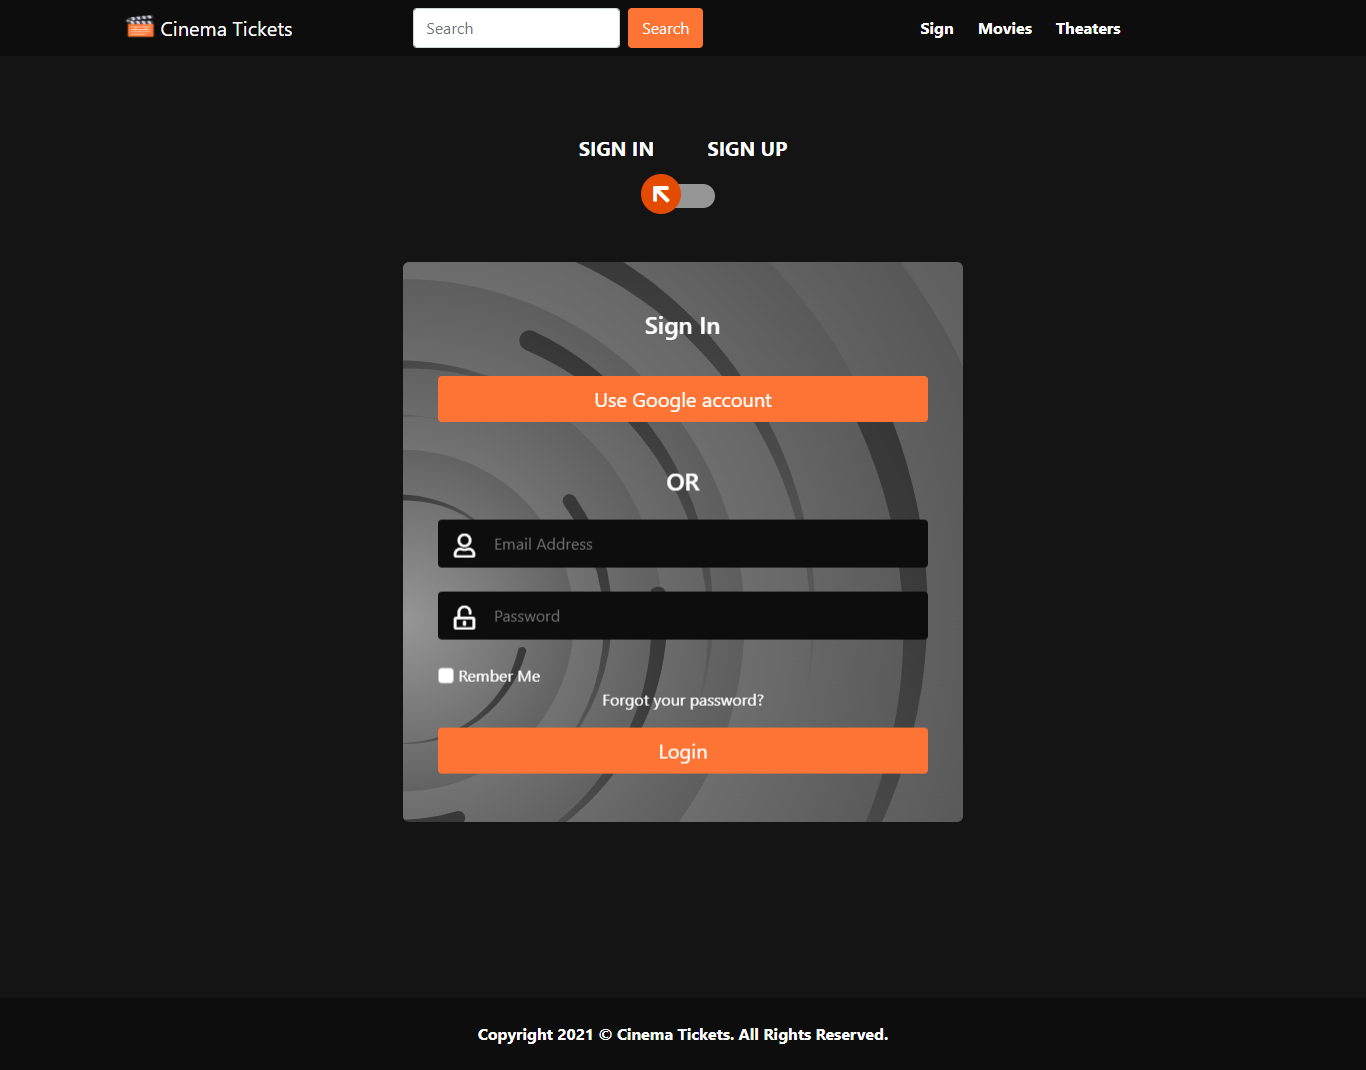 Cinema Tickets
Search
Search
Sign
Movies
Theaters
SIGN IN
SIGN UP
Sign In
Use Google account
OR
Email Address
Password
Rember Me
Forgot your password?
Login
Copyright 2021 © Cinema Tickets. All Rights Reserved.